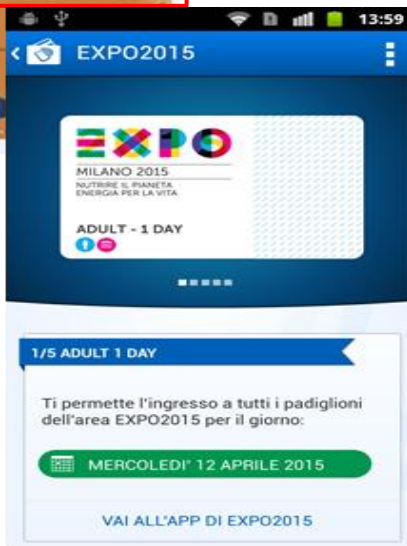 13:59
EXPO2015
EXPO
MILANO 2015
NUTRIRE IL PIANETA
ENERGIA PER LA VITA
ADULT - 1 DAY
1/5 ADULT 1 DAY
Ti permette l'ingresso a tutti i padiglioni
dell'area EXPO2015 per il giorno:
MERCOLEDI' 12 APRILE 2015
VAI ALL'APP DI EXPO2015